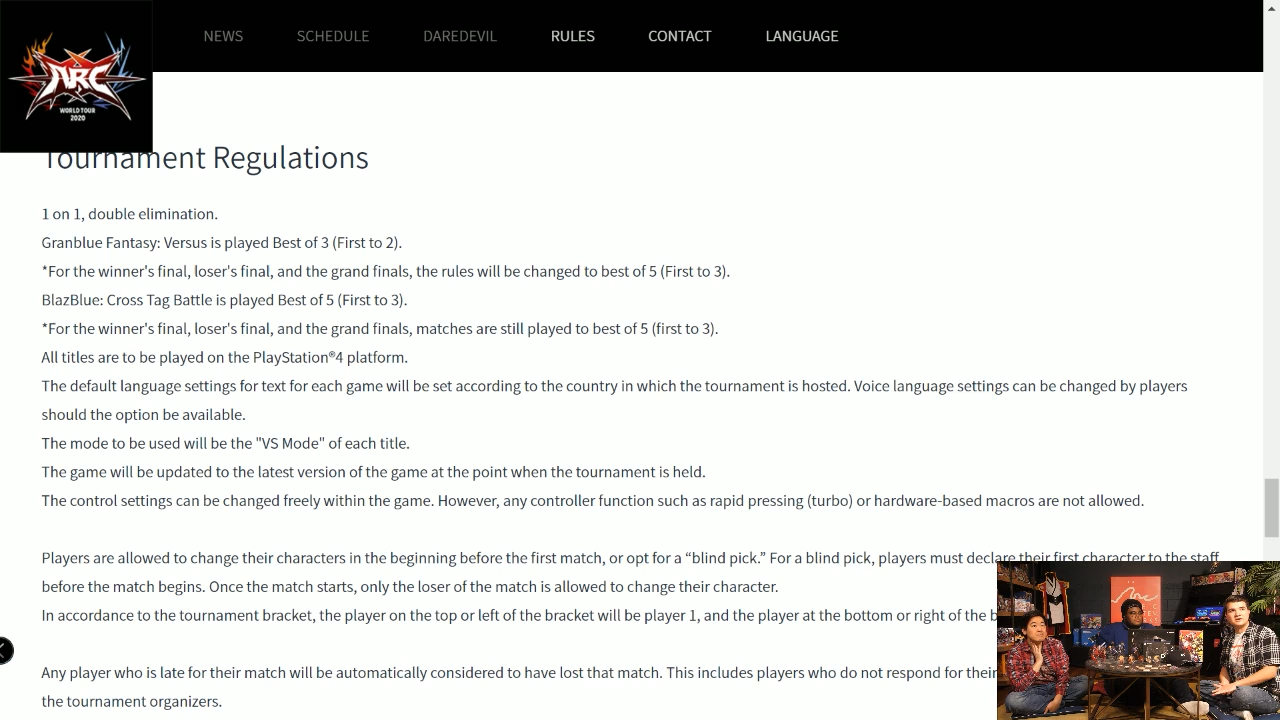 NEWS SCHEDULE DAREDEVIL RULES CONTACT LANGUAGE
ARC
WORLD TOUR
2020
Tournament Regulations
1 on 1, double elimination.
Granblue Fantasy: Versus is played Best of 3 (First to 2).
*For the winner's final, loser's final, and the grand finals, the rules will be changed to best of 5 (First to 3).
BlazBlue: Cross Tag Battle is played Best of 5 (First to 3).
*For the winner's final, loser's final, and the grand finals, matches are still played to best of 5 (first to 3).
All titles are to be played on the PlayStation®4 platform.
The default language settings for text for each game will be set according to the country in which the tournament is hosted. Voice language settings can be changed by players
should the option be available.
The mode to be used will be the "VS Mode" of each title.
The game will be updated to the latest version of the game at the point when the tournament is held.
The control settings can be changed freely within the game. However, any controller function such as rapid pressing (turbo) or hardware-based macros are not allowed.
Players are allowed to change their characters in the beginning before the first match, or opt for a “blind pick.” For a blind pick, players must declare their first character to the staff
before the match begins. Once the match starts, only the loser of the match is allowed to change their character.
In accordance to the tournament bracket, the player on the top or left of the bracket will be player 1, and the player at the bottom or right of the b
Any player who is late for their match will be automatically considered to have lost that match. This includes players who do not respond for their
the tournament organizers.